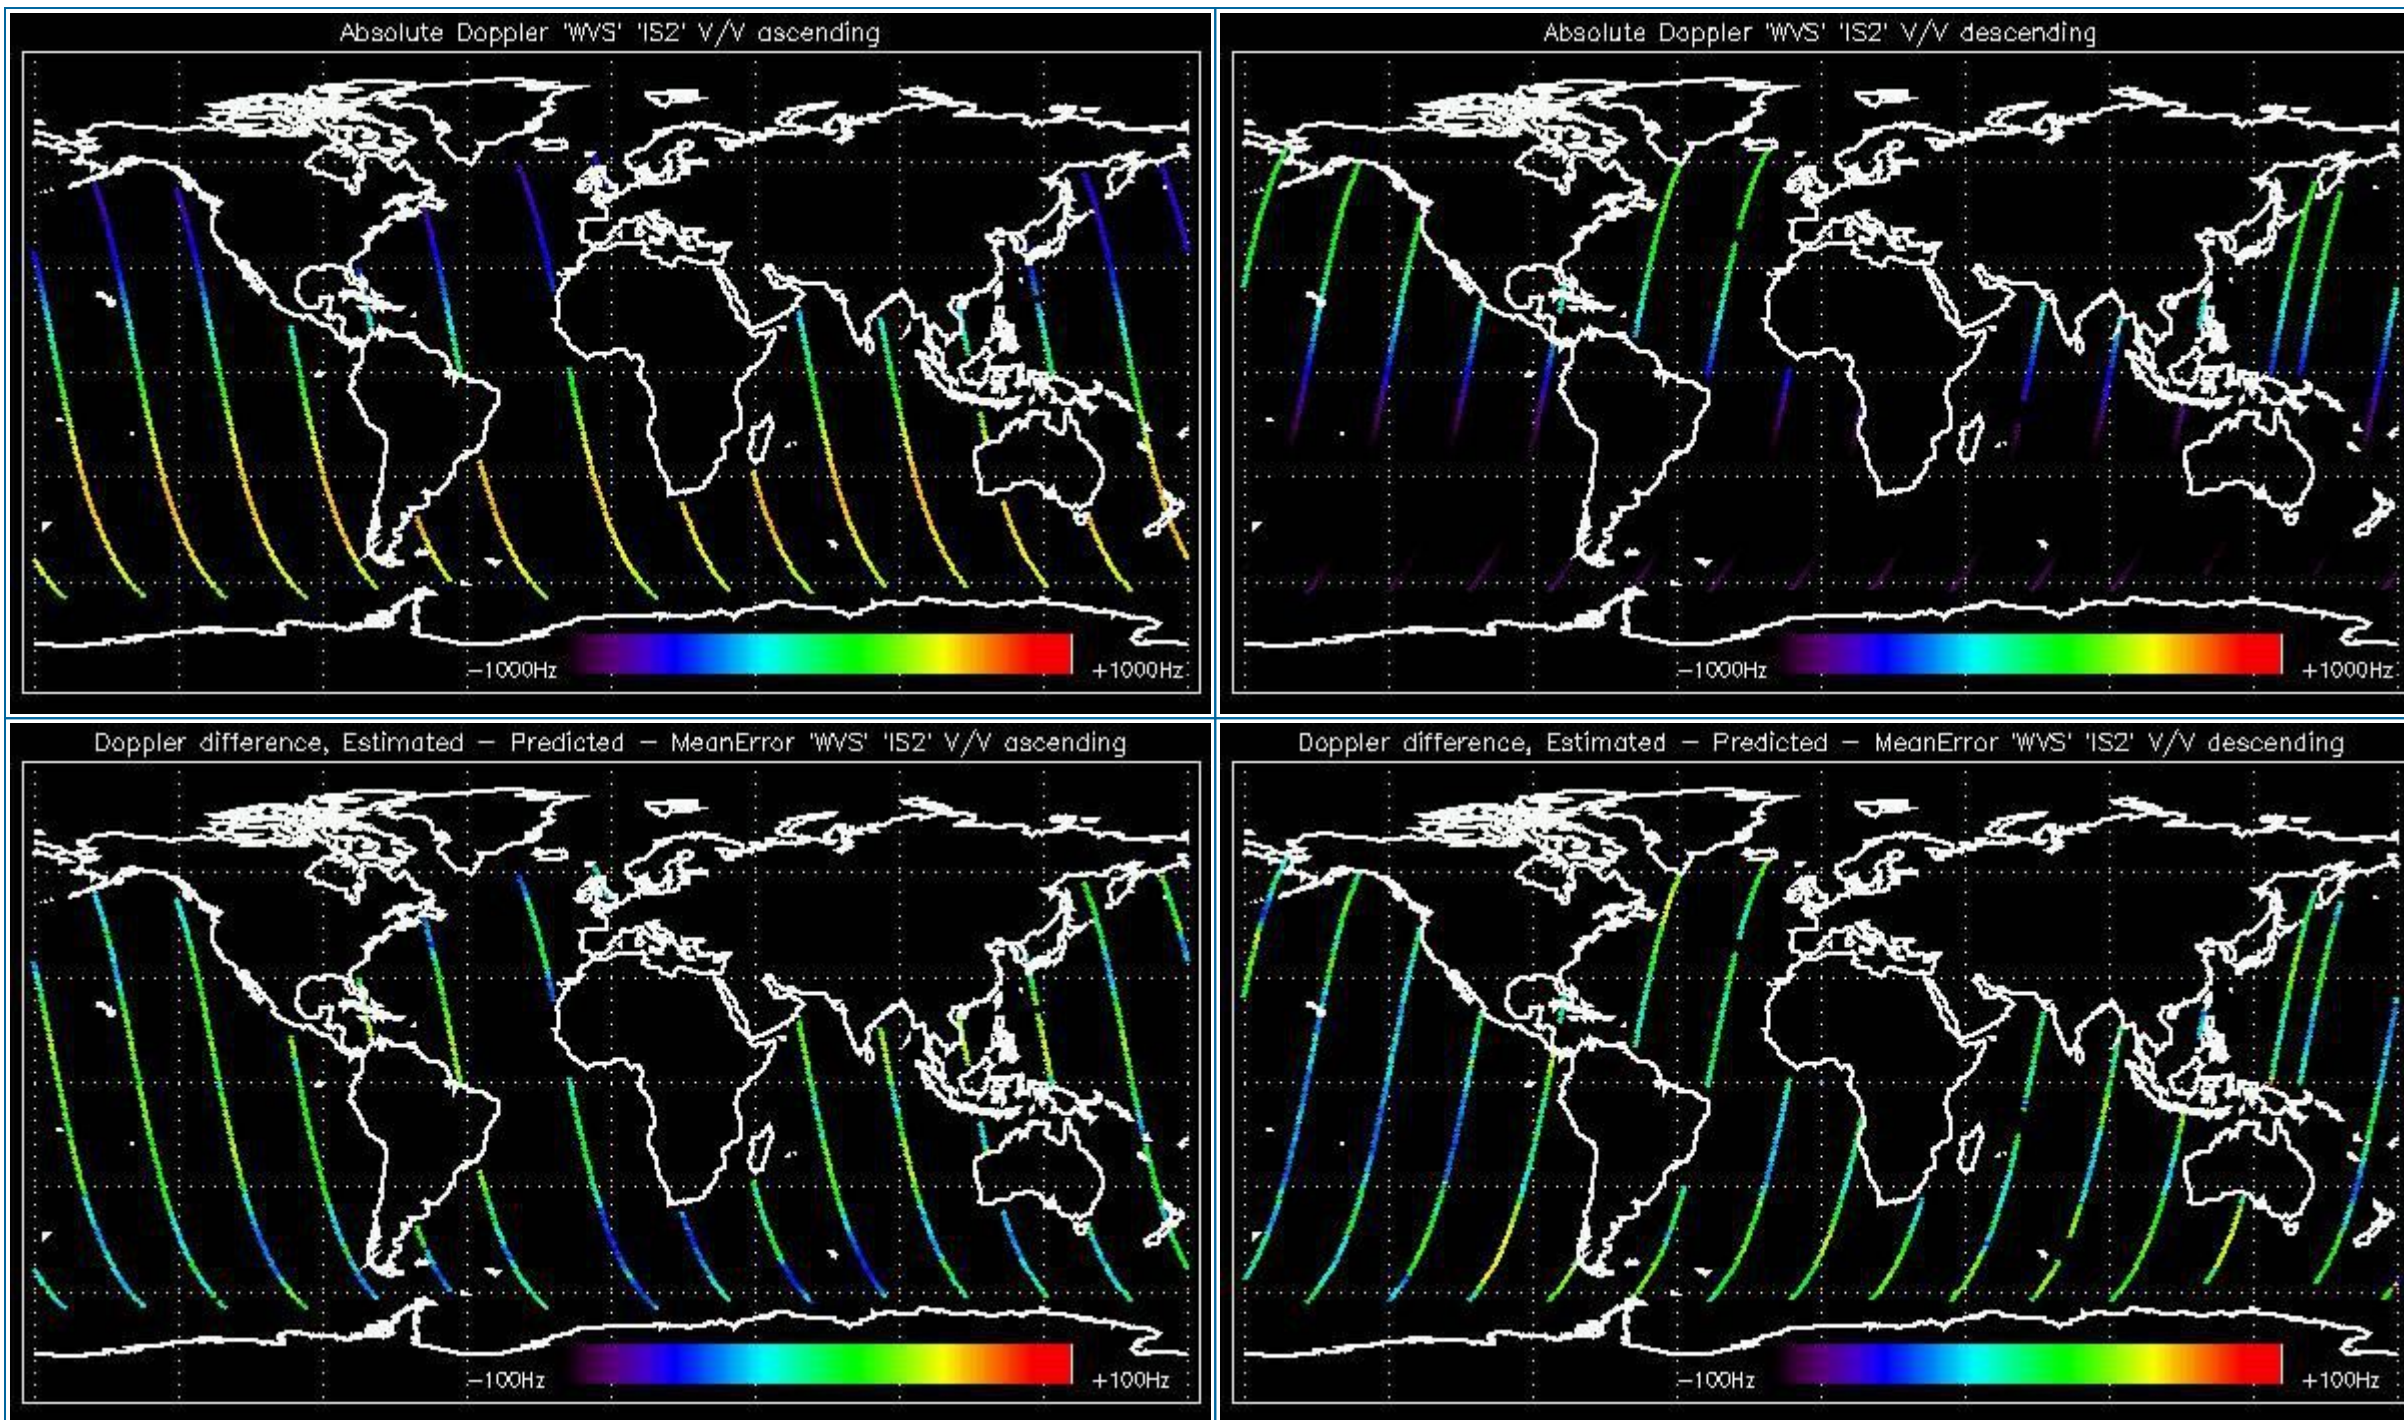 Absolute Doppler 'WVS' 'IS2' V/V ascending
-1000Hz
+1000Hz
Absolute Doppler 'WVS' 'IS2' V/V descending
-1000Hz
+1000Hz
Doppler difference, Estimated - Predicted - MeanError 'WVS' 'IS2' V/V ascending
-100Hz
+100Hz
Doppler difference, Estimated - Predicted - MeanError 'WVS' 'IS2' V/V descending
-100Hz
+100Hz